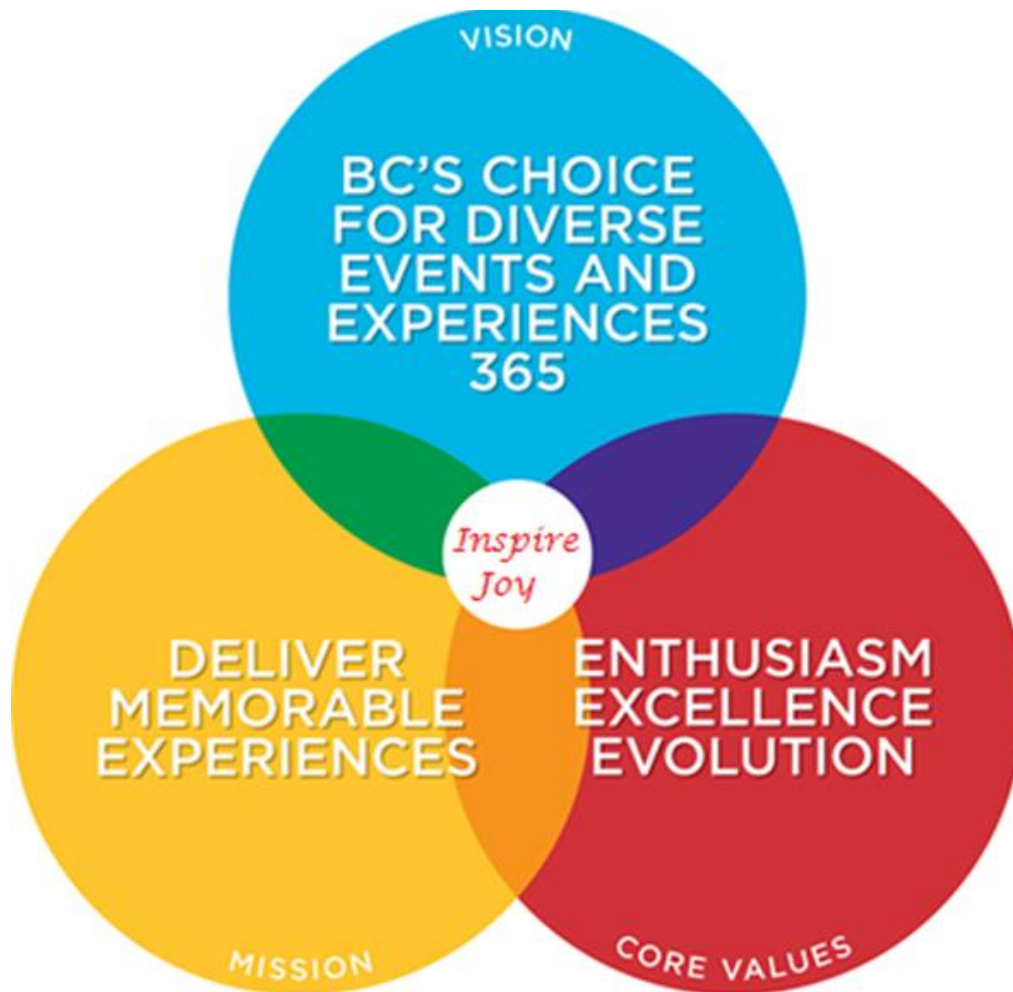 VISION
BC'S CHOICE
FOR DIVERSE
EVENTS AND
EXPERIENCES
365
Inspire
Joy
DELIVER
MEMORABLE
EXPERIENCES
MISSION
ENTHUSIASM
EXCELLENCE
EVOLUTION
CORE VALUES